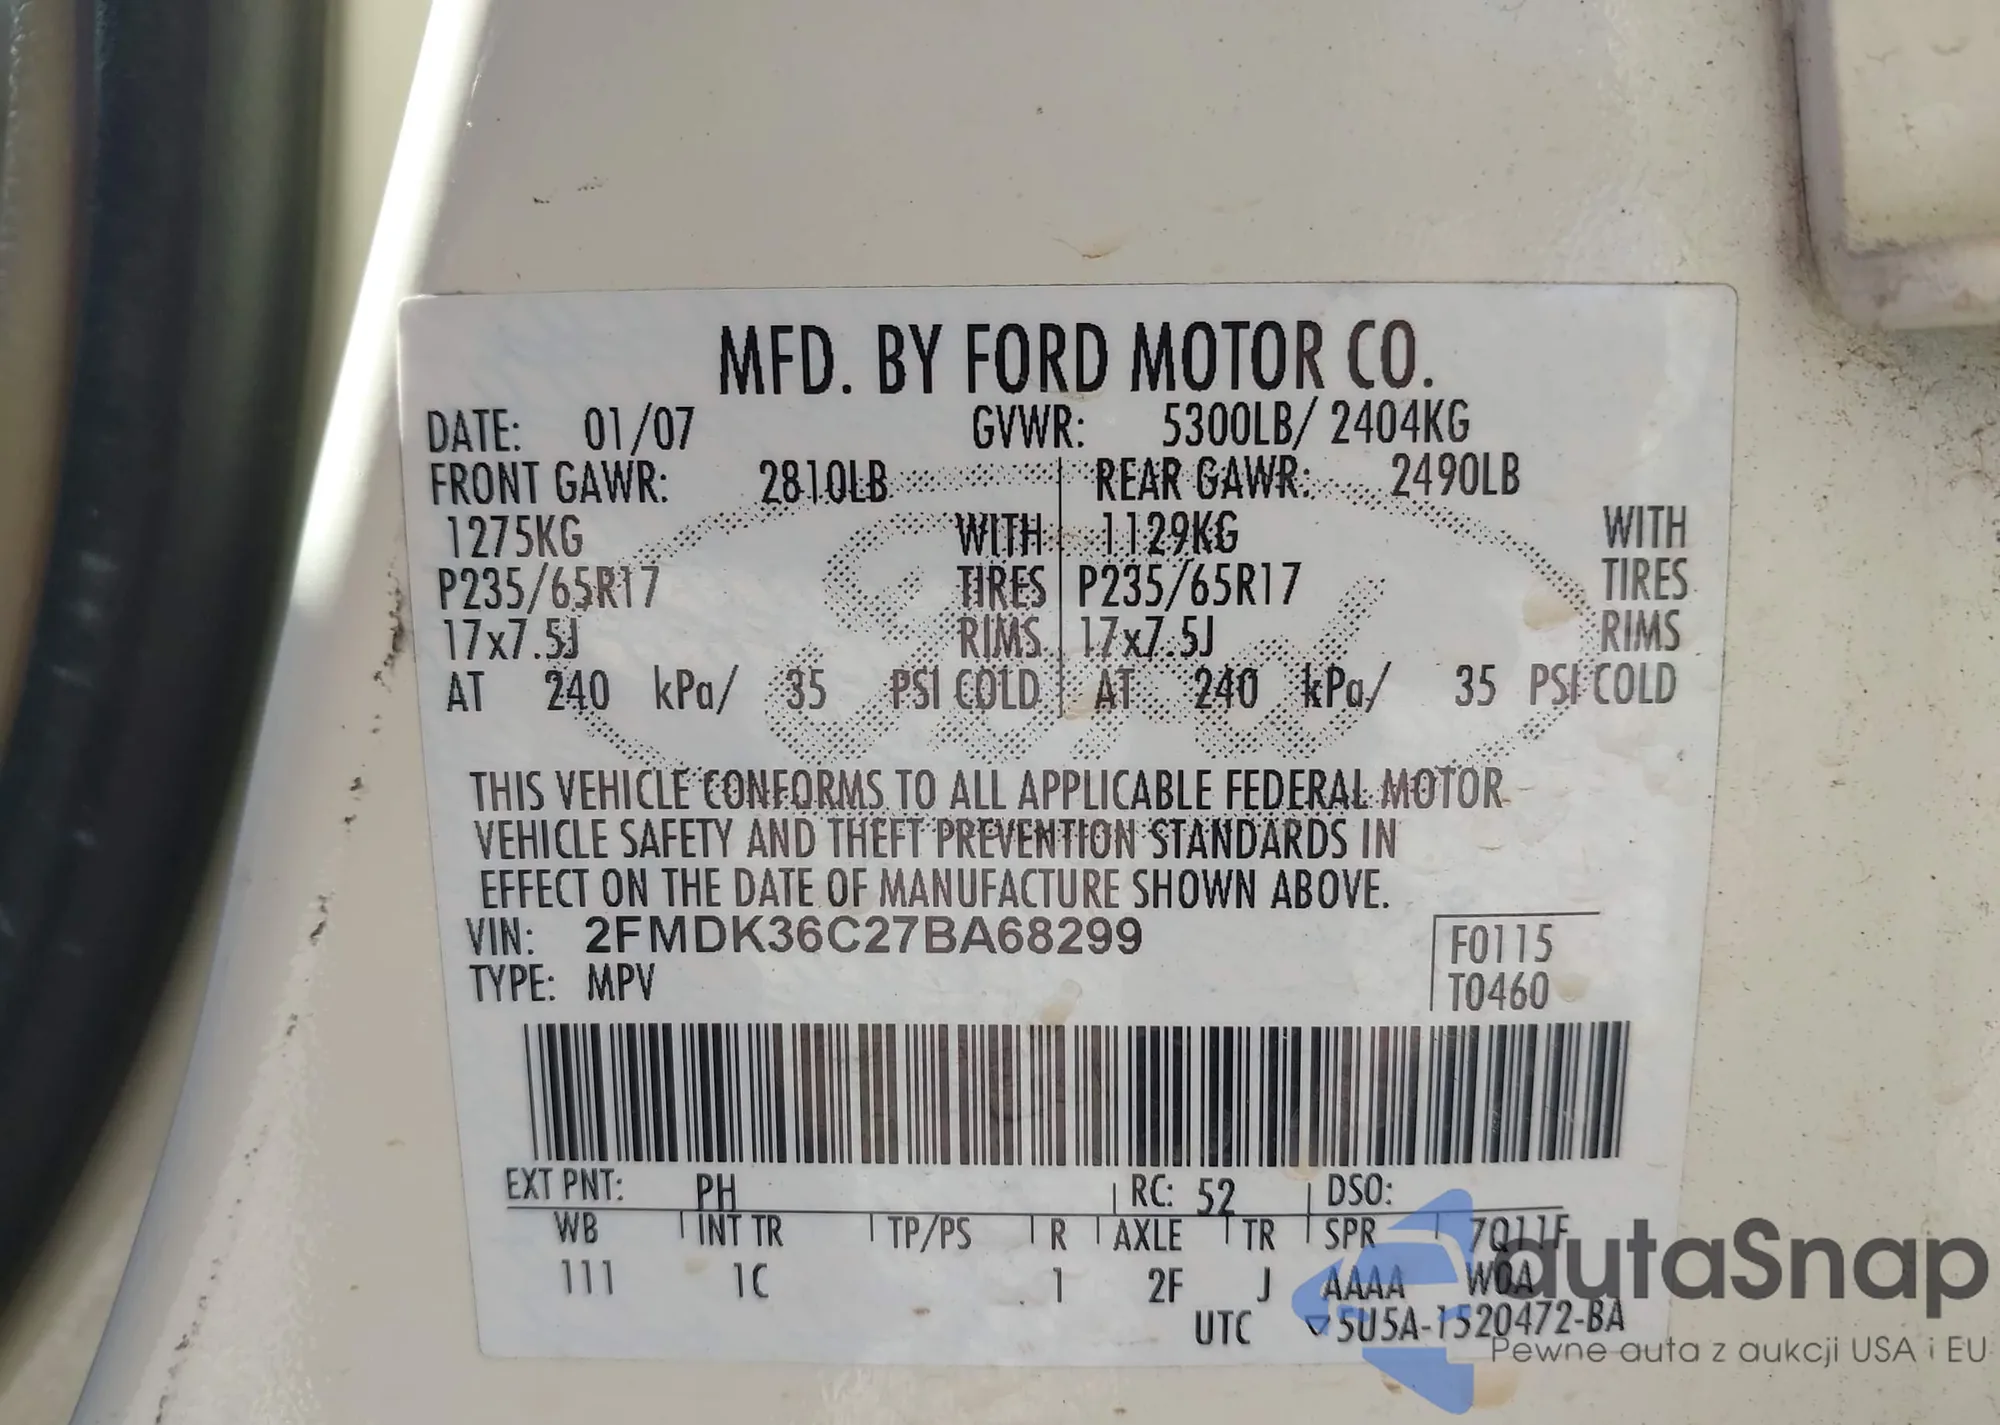 MFD. BY FORD MOTOR CO.
DATE: 01/07 GVWR: 5300LB/ 2404KG
FRONT GAWR: 2810LB REAR GAWR: 2490LB
1275KG WITH 1129KG WITH
P235/65R17 TIRES P235/65R17 TIRES
17x7.5J RIMS 17x7.5J RIMS
AT 240 kPa/ 35 PSI COLD AT 240 kPa/ 35 PSI COLD
Ford
THIS VEHICLE CONFORMS TO ALL APPLICABLE FEDERAL MOTOR
VEHICLE SAFETY AND THEFT PREVENTION STANDARDS IN
EFFECT ON THE DATE OF MANUFACTURE SHOWN ABOVE.
VIN: 2FMDK36C27BA68299 F0115
TYPE: MPV T0460
EXT PNT: PH RC: 52 DSO:
WB INT TR TP/PS R AXLE TR SPR 7Q11F
111 1C 1 2F J AAAA W0A
UTC 5U5A-1520472-BA
autaSnap
Pewne auta z aukcji USA i EU